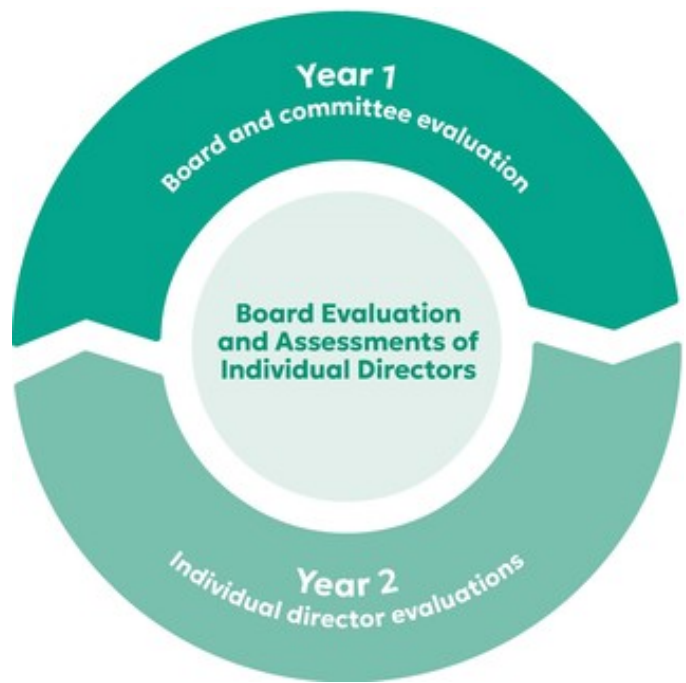 Year 1
Board and committee evaluation
Board Evaluation
and Assessments of
Individual Directors
Year 2
Individual director evaluations